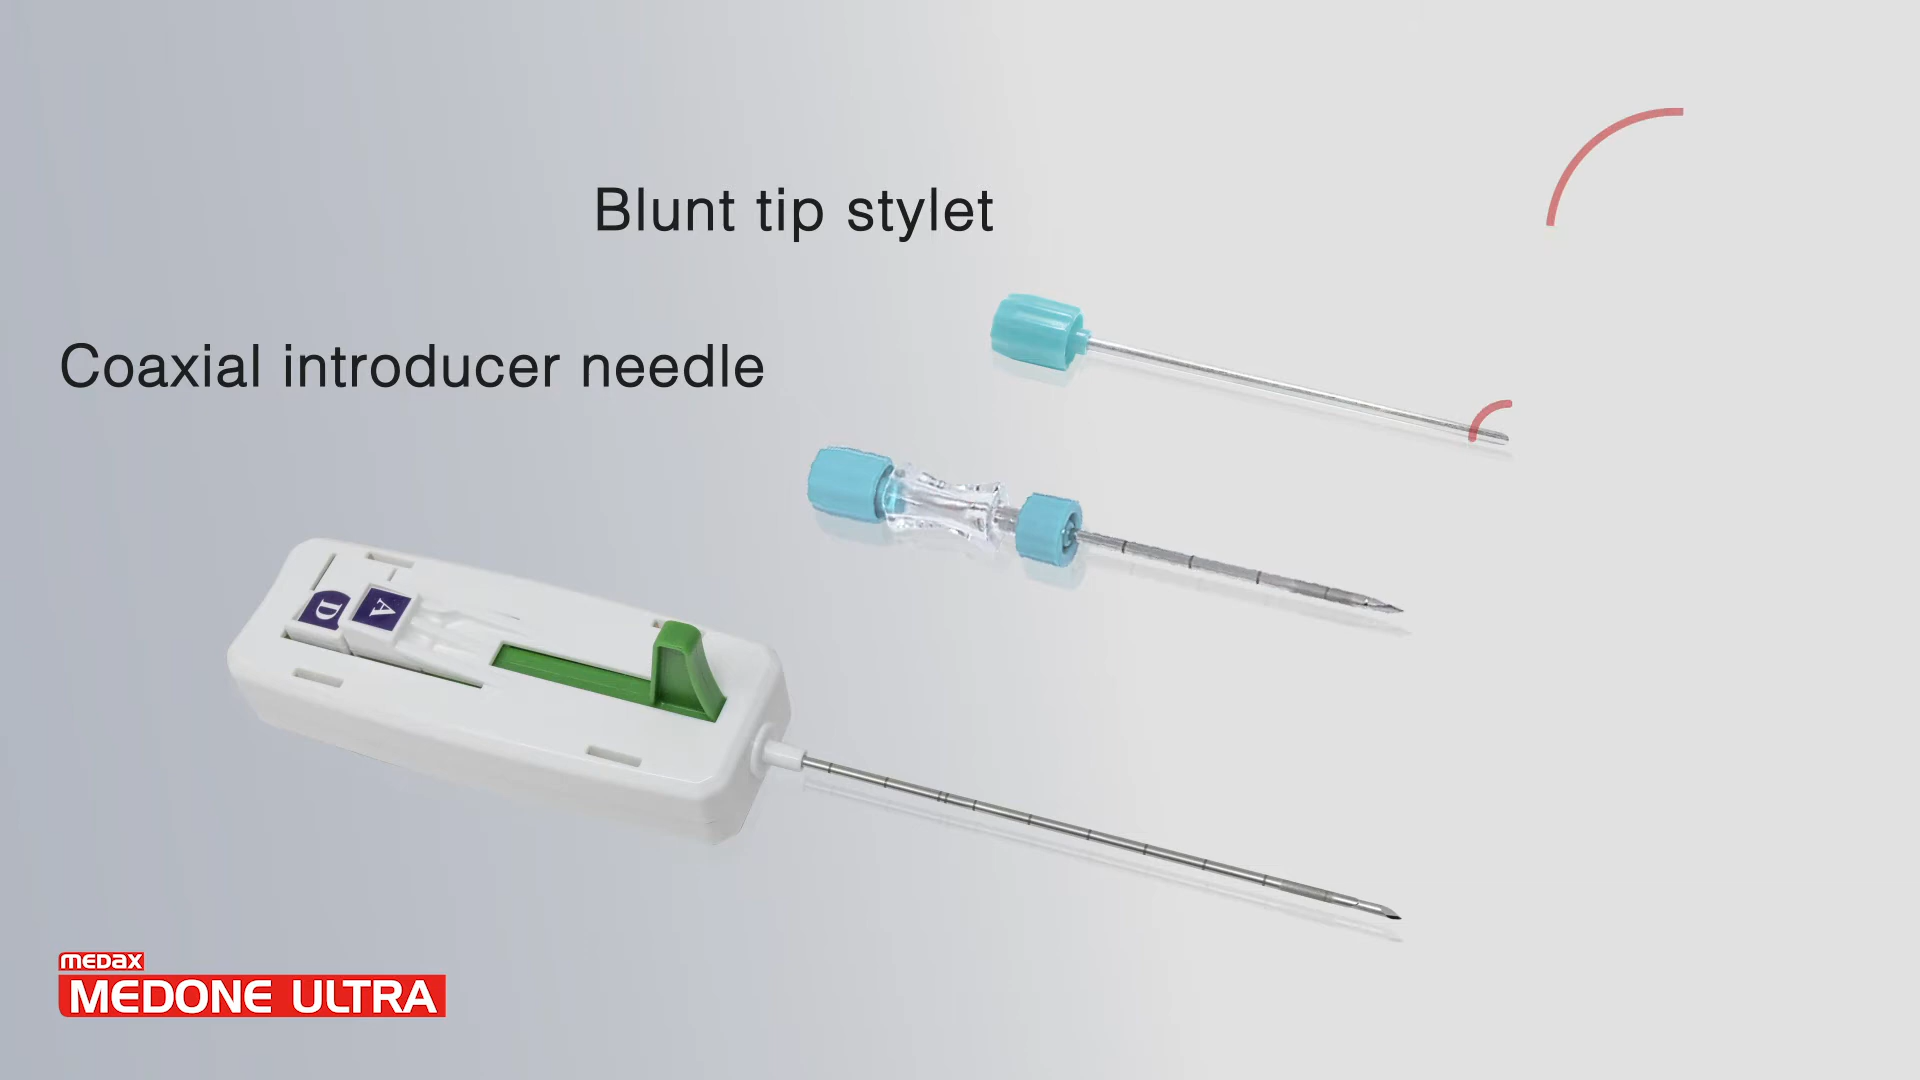 Blunt tip stylet
Coaxial introducer needle
D
A
MEDAX
MEDONE ULTRA